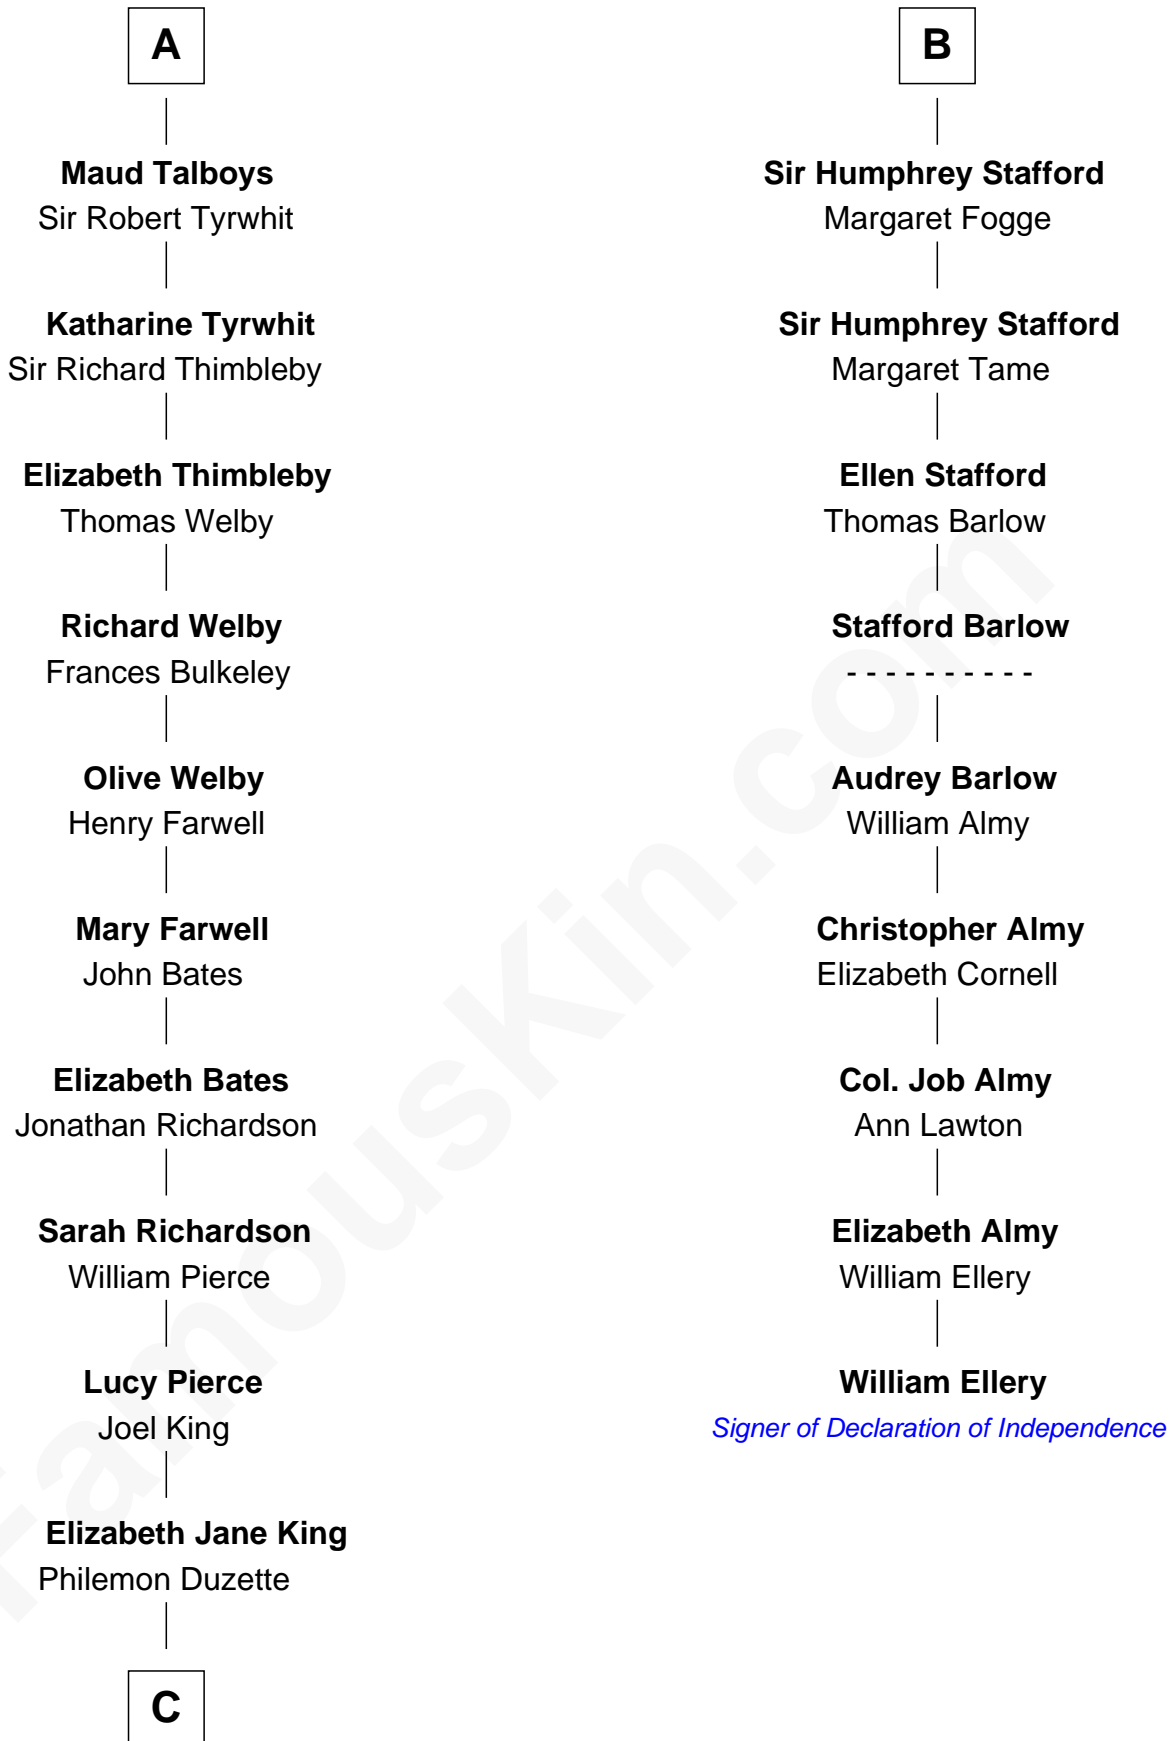 A
Maud Talboys
Sir Robert Tyrwhit
Katharine Tyrwhit
Sir Richard Thimbleby
Elizabeth Thimbleby
Thomas Welby
Richard Welby
Frances Bulkeley
Olive Welby
Henry Farwell
Mary Farwell
John Bates
Elizabeth Bates
Jonathan Richardson
Sarah Richardson
William Pierce
Lucy Pierce
Joel King
Elizabeth Jane King
Philemon Duzette
C
B
Sir Humphrey Stafford
Margaret Fogge
Sir Humphrey Stafford
Margaret Tame
Ellen Stafford
Thomas Barlow
Stafford Barlow
- - - - - - - - - -
Audrey Barlow
William Almy
Christopher Almy
Elizabeth Cornell
Col. Job Almy
Ann Lawton
Elizabeth Almy
William Ellery
William Ellery
Signer of Declaration of Independence
FamousKin.com